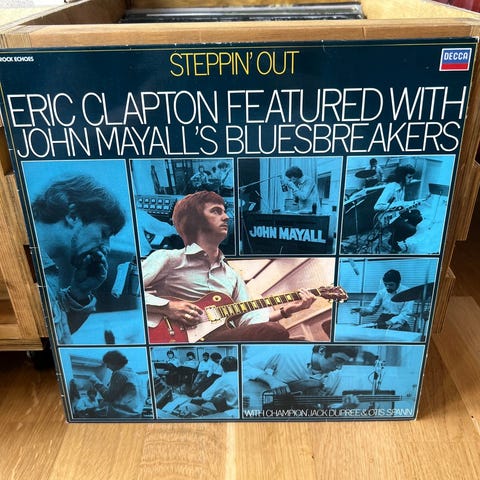 ROCK ECHOES
STEPPIN' OUT
DECCA
ERIC CLAPTON FEATURED WITH
JOHN MAYALL'S BLUESBREAKERS
JOHN MAYALL
WITH CHAMPION JACK DUPREE & OTIS SPANN